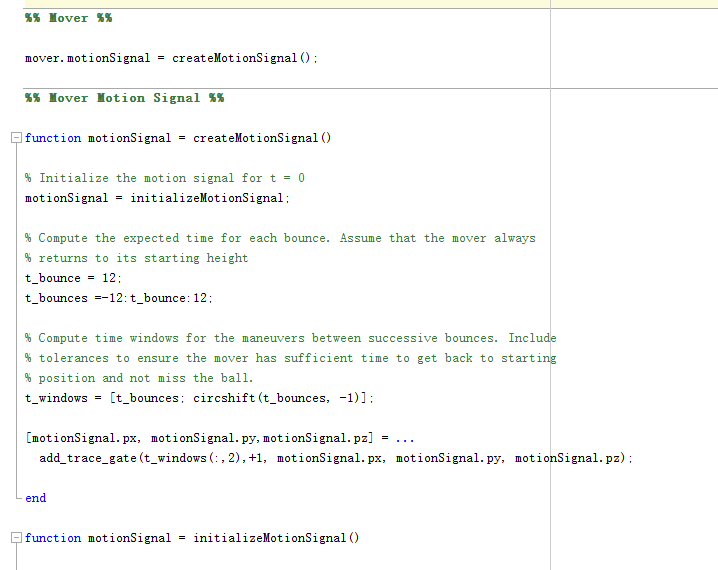 %% Mover %%
mover.motionSignal = createMotionSignal();
%% Mover Motion Signal %%
function motionSignal = createMotionSignal()
% Initialize the motion signal for t = 0
motionSignal = initializeMotionSignal;
% Compute the expected time for each bounce. Assume that the mover always
% returns to its starting height
t_bounce = 12;
t_bounces =-12:t_bounce:12;
% Compute time windows for the maneuvers between successive bounces. Include
% tolerances to ensure the mover has sufficient time to get back to starting
% position and not miss the ball.
t_windows = [t_bounces; circshift(t_bounces, -1)];
[motionSignal.px, motionSignal.py,motionSignal.pz] = ...
add_trace_gate(t_windows(:,2),+1, motionSignal.px, motionSignal.py, motionSignal.pz);
end
function motionSignal = initializeMotionSignal()